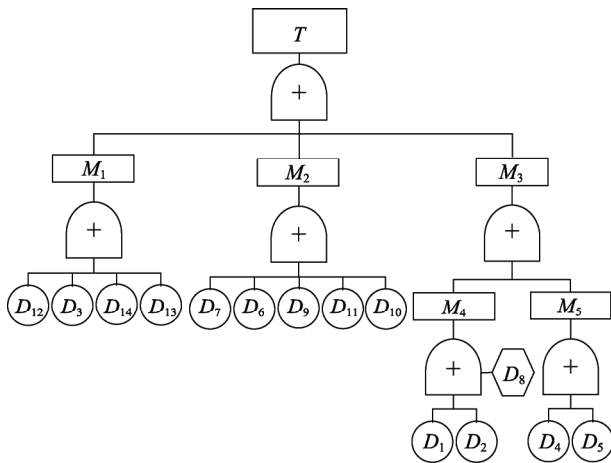 T
+
M₁ M₂ M₃
+ + +
D₁₂ D₃ D₁₄ D₁₃ D₇ D₆ D₉ D₁₁ D₁₀ M₄ M₅
+ D₈ +
D₁ D₂ D₄ D₅